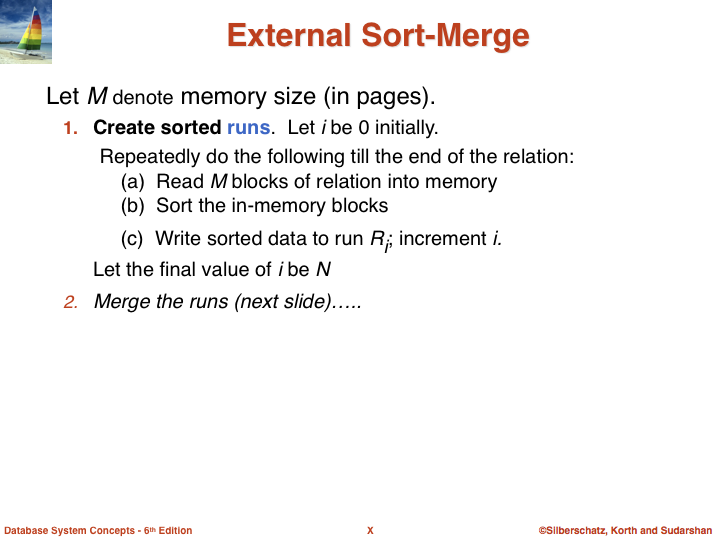 External Sort-Merge
Let M denote memory size (in pages).
1. Create sorted runs. Let i be 0 initially.
Repeatedly do the following till the end of the relation:
(a) Read M blocks of relation into memory
(b) Sort the in-memory blocks
(c) Write sorted data to run Ri; increment i.
Let the final value of i be N
2. Merge the runs (next slide)…..
Database System Concepts - 6th Edition
X
©Silberschatz, Korth and Sudarshan